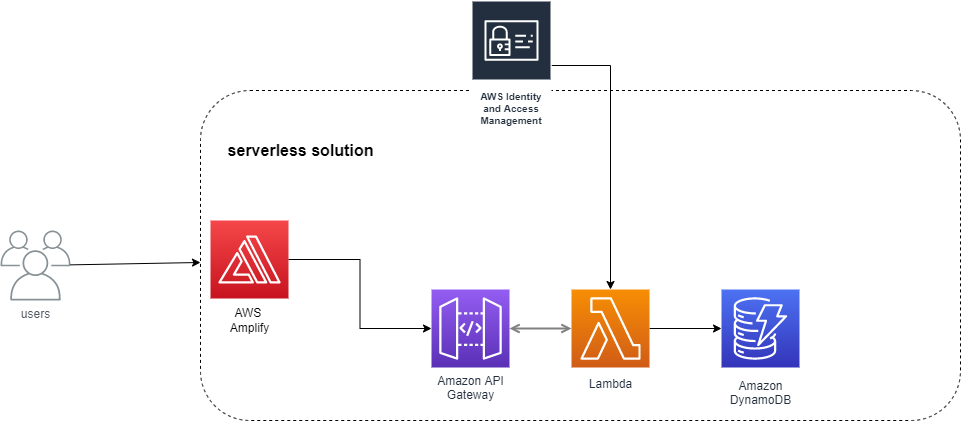 AWS Identity
and Access
Management
serverless solution
users
AWS
Amplify
</>
Amazon API
Gateway
Lambda
Amazon
DynamoDB